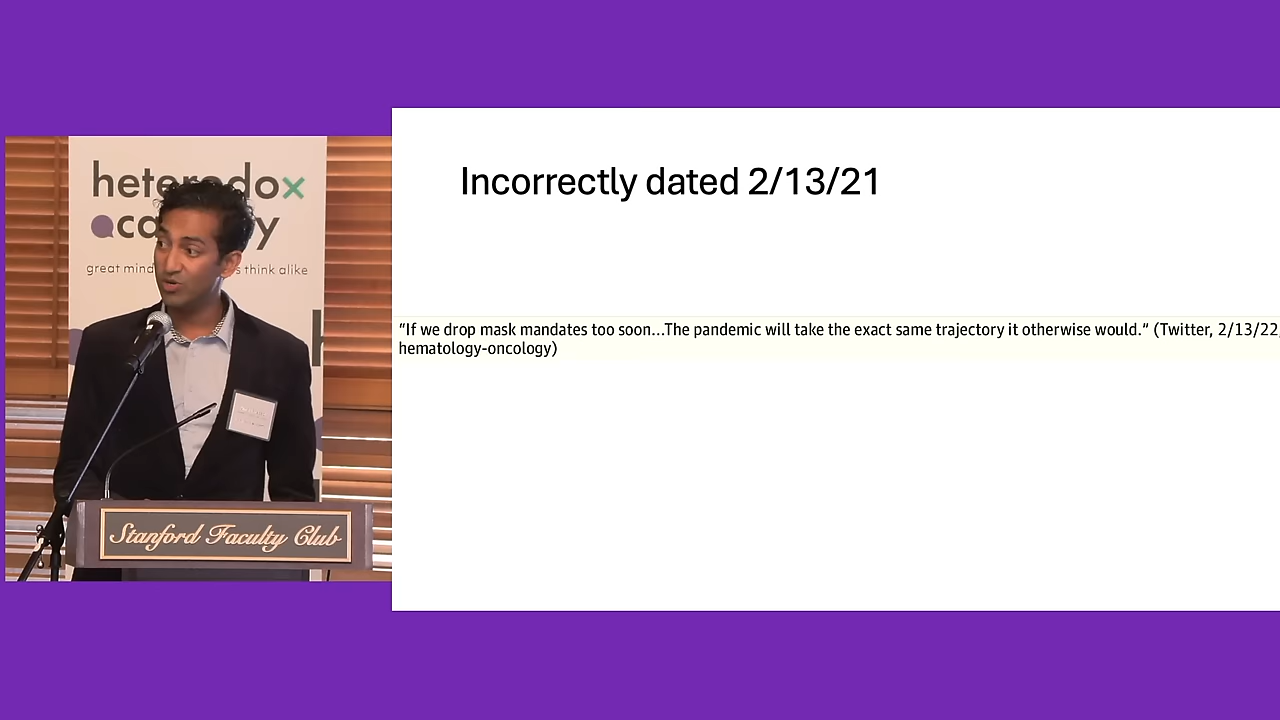 heterodox
academy
great minds
s think alike
Stanford Faculty Club
Incorrectly dated 2/13/21
"If we drop mask mandates too soon...The pandemic will take the exact same trajectory it otherwise would." (Twitter, 2/13/22,
hematology-oncology)